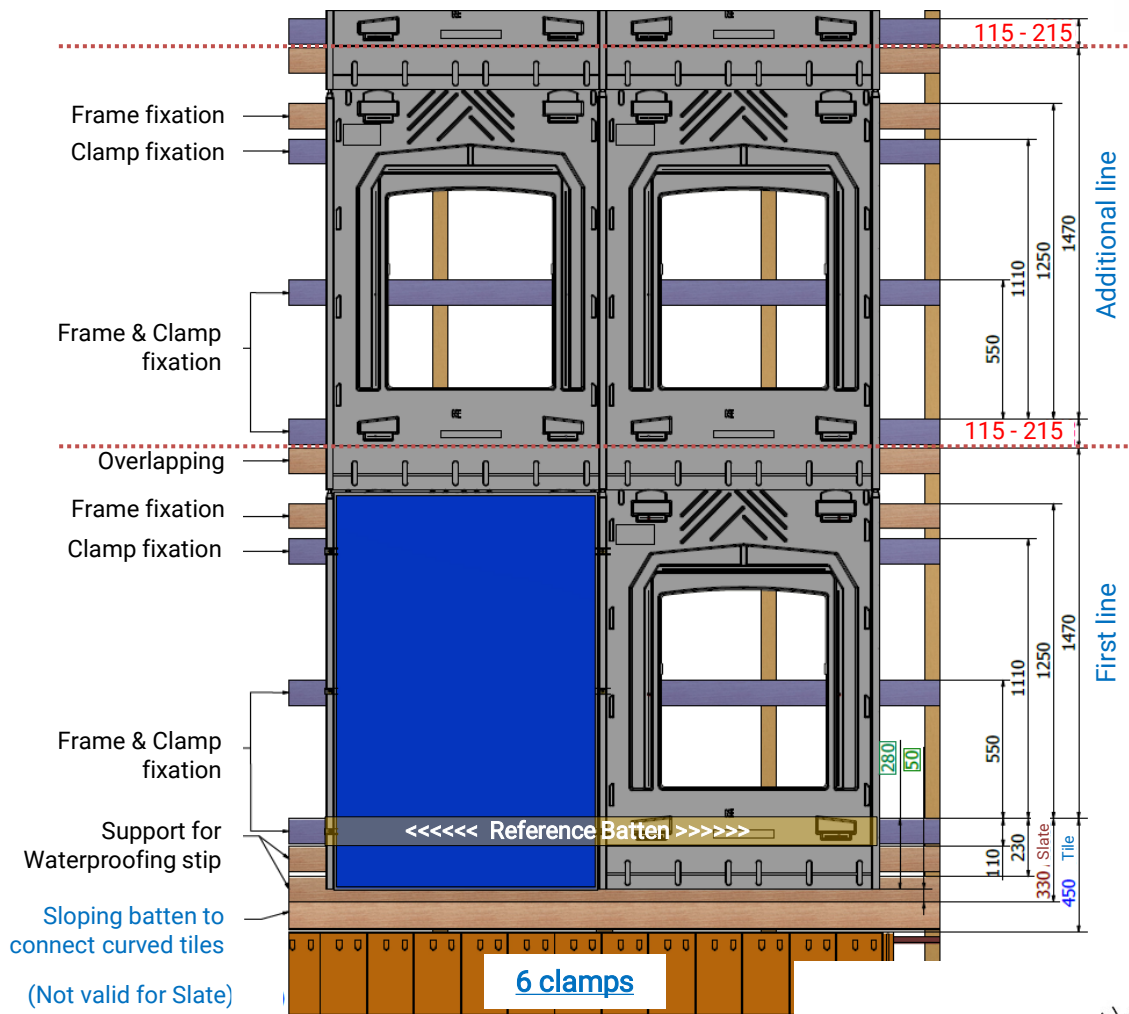 115 - 215
Frame fixation
Clamp fixation
Additional line
1470
1250
1110
550
Frame & Clamp
fixation
115 - 215
Overlapping
Frame fixation
Clamp fixation
First line
1470
1250
1110
550
280
50
Frame & Clamp
fixation
Support for
Waterproofing stip
<<<<<< Reference Batten >>>>>>
110
230
330 Slate
450 Tile
Sloping batten to
connect curved tiles
(Not valid for Slate)
6 clamps